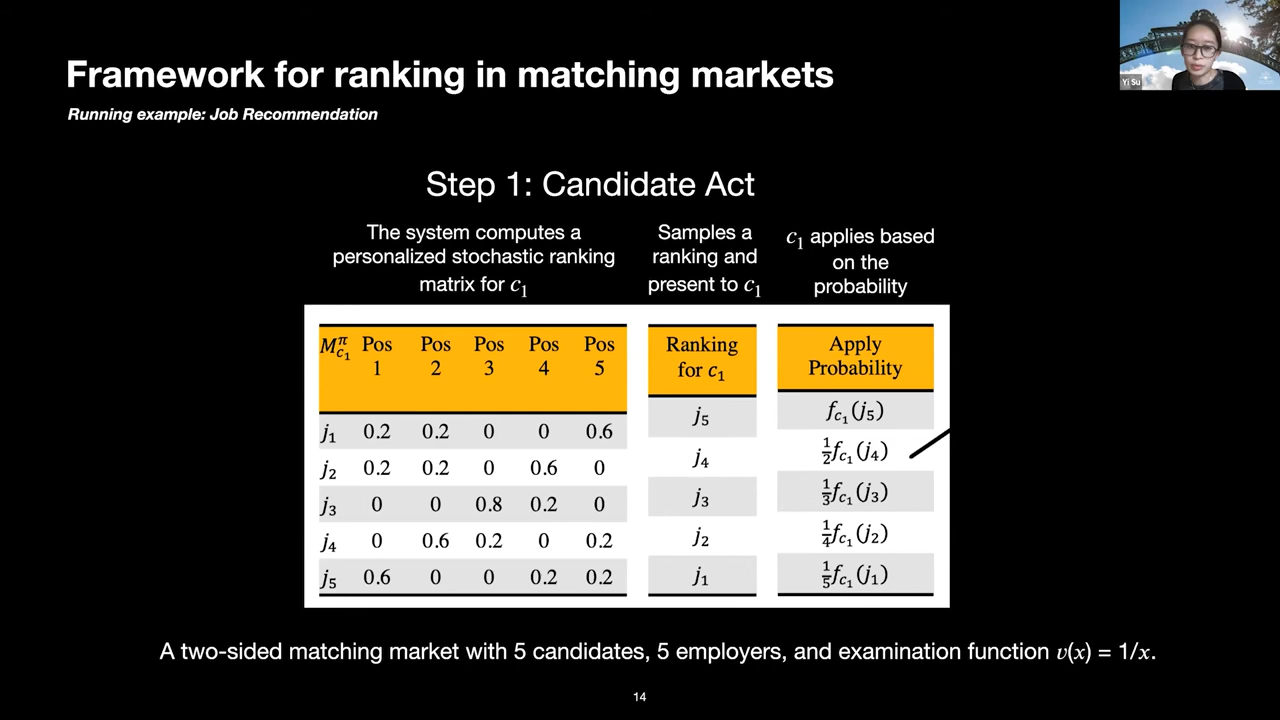 Framework for ranking in matching markets
Running example: Job Recommendation
Yi Su
Step 1: Candidate Act
The system computes a
personalized stochastic ranking
matrix for c₁
Samples a
ranking and
present to c₁
c₁ applies based
on the
probability
M^π_c₁ Pos 1 Pos 2 Pos 3 Pos 4 Pos 5
j₁ 0.2 0.2 0 0 0.6
j₂ 0.2 0.2 0 0.6 0
j₃ 0 0 0.8 0.2 0
j₄ 0 0.6 0.2 0 0.2
j₅ 0.6 0 0 0.2 0.2
Ranking
for c₁
j₅
j₄
j₃
j₂
j₁
Apply
Probability
f_c₁(j₅)
½f_c₁(j₄)
⅓f_c₁(j₃)
¼f_c₁(j₂)
⅕f_c₁(j₁)
A two-sided matching market with 5 candidates, 5 employers, and examination function v(x) = 1/x.
14